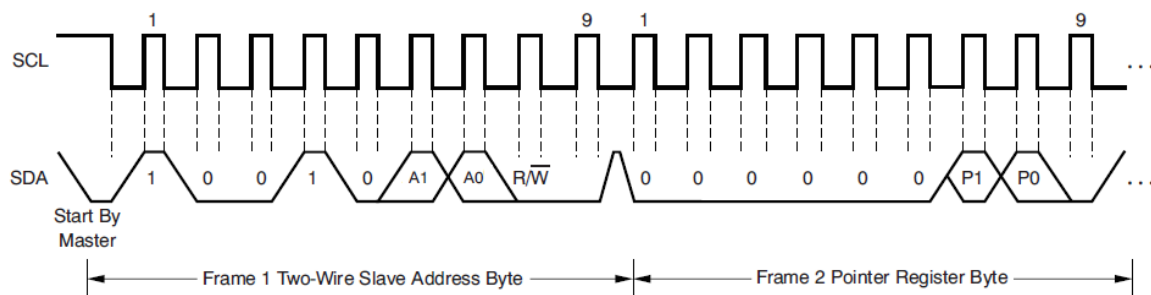 1 9 1 9
SCL ...
SDA 1 0 0 1 0 A1 A0 R/W̅ 0 0 0 0 0 0 P1 P0 ...
Start By
Master
Frame 1 Two-Wire Slave Address Byte Frame 2 Pointer Register Byte